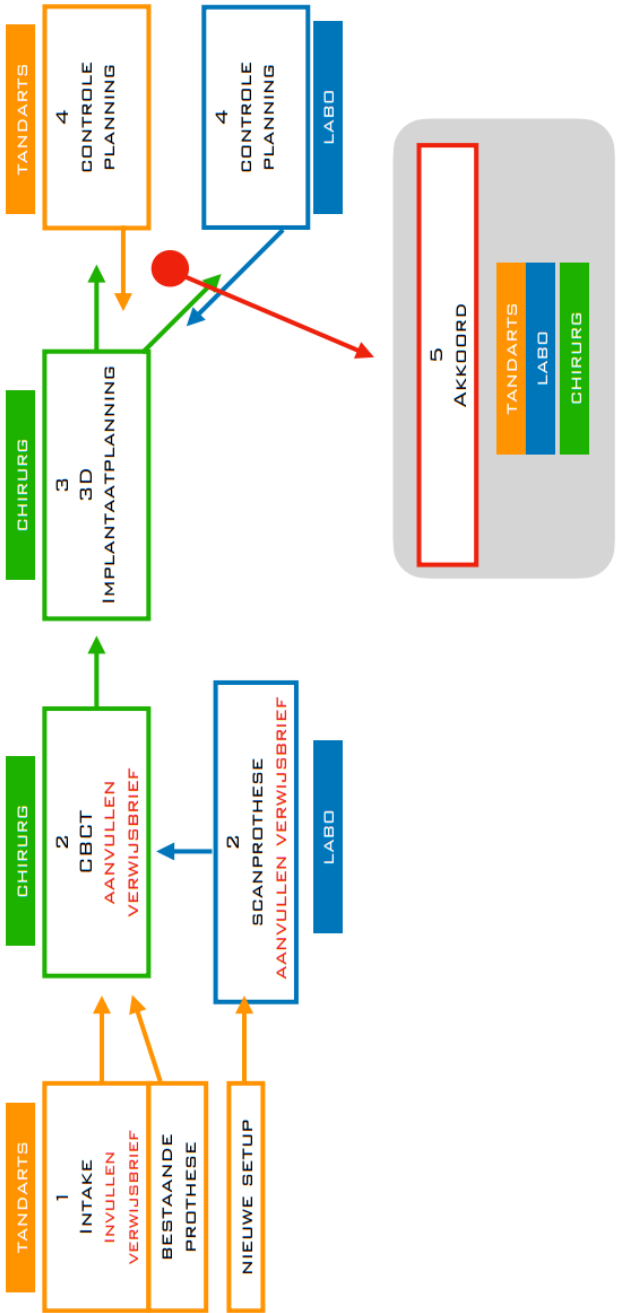 TANDARTS
1
INTAKE
INVULLEN
VERWIJSBRIEF
BESTAANDE
PROTHESE
NIEUWE SETUP
CHIRURG
2
CBCT
AANVULLEN
VERWIJSBRIEF
2
SCANPROTHESE
AANVULLEN VERWIJSBRIEF
LABO
CHIRURG
3
3D
IMPLANTAATPLANNING
TANDARTS
4
CONTROLE
PLANNING
4
CONTROLE
PLANNING
LABO
5
AKKOORD
TANDARTS
LABO
CHIRURG